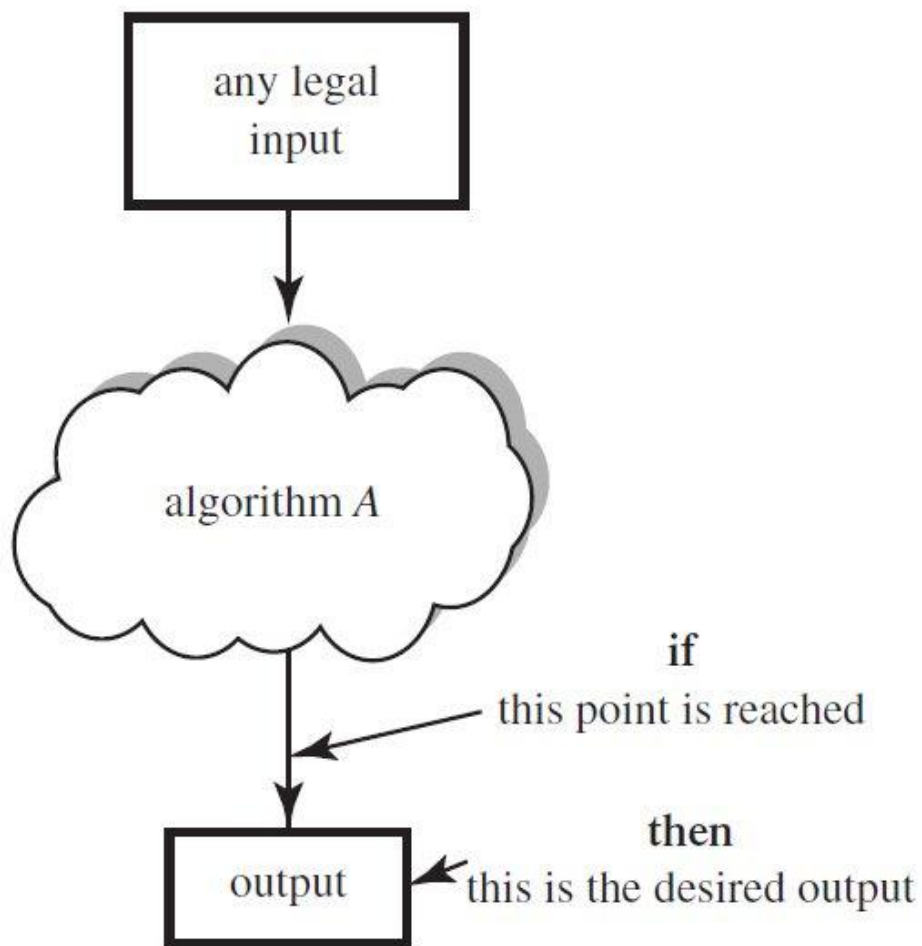 any legal
input
algorithm A
if
this point is reached
then
output
this is the desired output